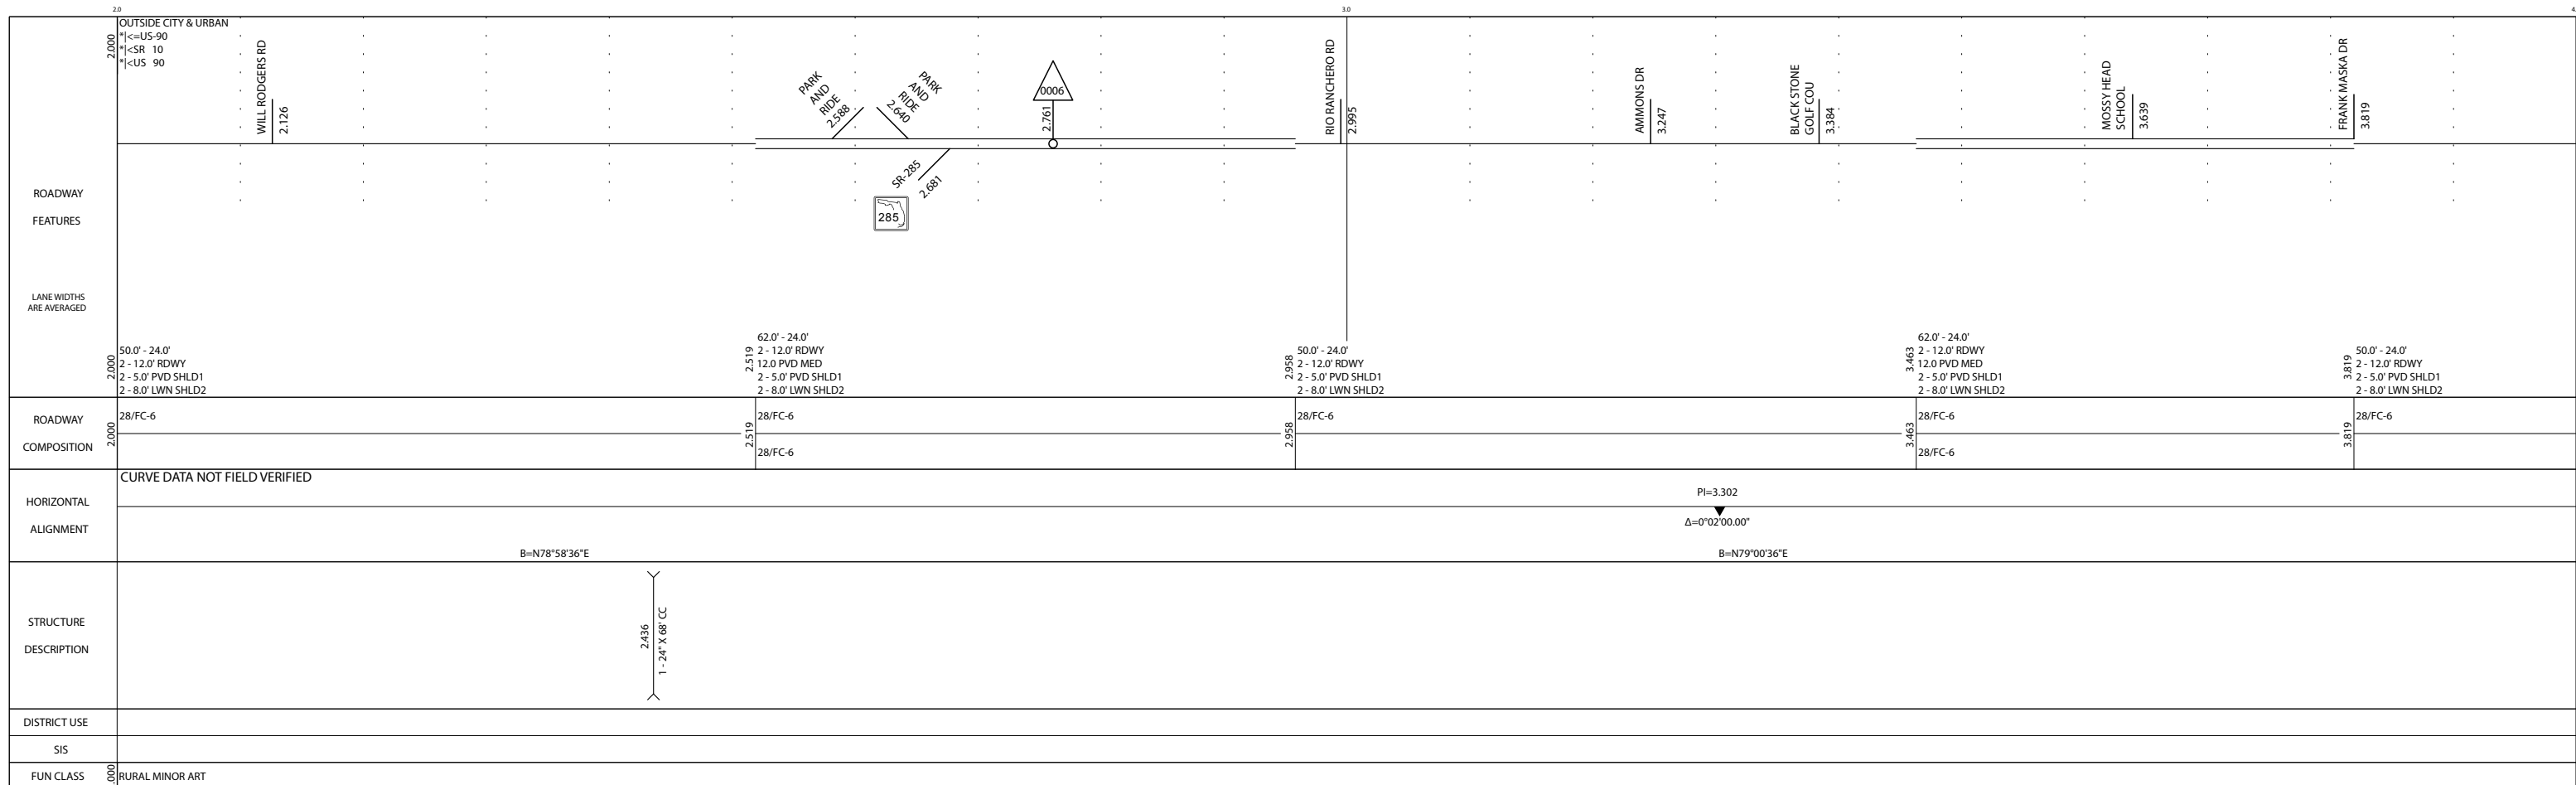 2.0
3.0
4.
OUTSIDE CITY & URBAN
*|<=US-90
*|<SR 10
*|<US 90
2.000
WILL RODGERS RD
2.126
PARK
AND
RIDE
2.588
PARK
AND
RIDE
2.640
0006
2.761
SR-285
2.681
285
RIO RANCHERO RD
2.995
AMMONS DR
3.247
BLACK STONE
GOLF COU
3.384
MOSSY HEAD
SCHOOL
3.639
FRANK MASKA DR
3.819
ROADWAY
FEATURES
LANE WIDTHS
ARE AVERAGED
2.000
50.0' - 24.0'
2 - 12.0' RDWY
2 - 5.0' PVD SHLD1
2 - 8.0' LWN SHLD2
2.519
62.0' - 24.0'
2 - 12.0' RDWY
12.0 PVD MED
2 - 5.0' PVD SHLD1
2 - 8.0' LWN SHLD2
2.958
50.0' - 24.0'
2 - 12.0' RDWY
2 - 5.0' PVD SHLD1
2 - 8.0' LWN SHLD2
3.463
62.0' - 24.0'
2 - 12.0' RDWY
12.0 PVD MED
2 - 5.0' PVD SHLD1
2 - 8.0' LWN SHLD2
3.819
50.0' - 24.0'
2 - 12.0' RDWY
2 - 5.0' PVD SHLD1
2 - 8.0' LWN SHLD2
ROADWAY
COMPOSITION
2.000
28/FC-6
2.519
28/FC-6
28/FC-6
2.958
28/FC-6
3.463
28/FC-6
28/FC-6
3.819
28/FC-6
HORIZONTAL
ALIGNMENT
CURVE DATA NOT FIELD VERIFIED
PI=3.302
Δ=0°02'00.00"
B=N78°58'36"E
B=N79°00'36"E
STRUCTURE
DESCRIPTION
2.436
1 - 24" X 68' CC
DISTRICT USE
SIS
FUN CLASS
.000
RURAL MINOR ART